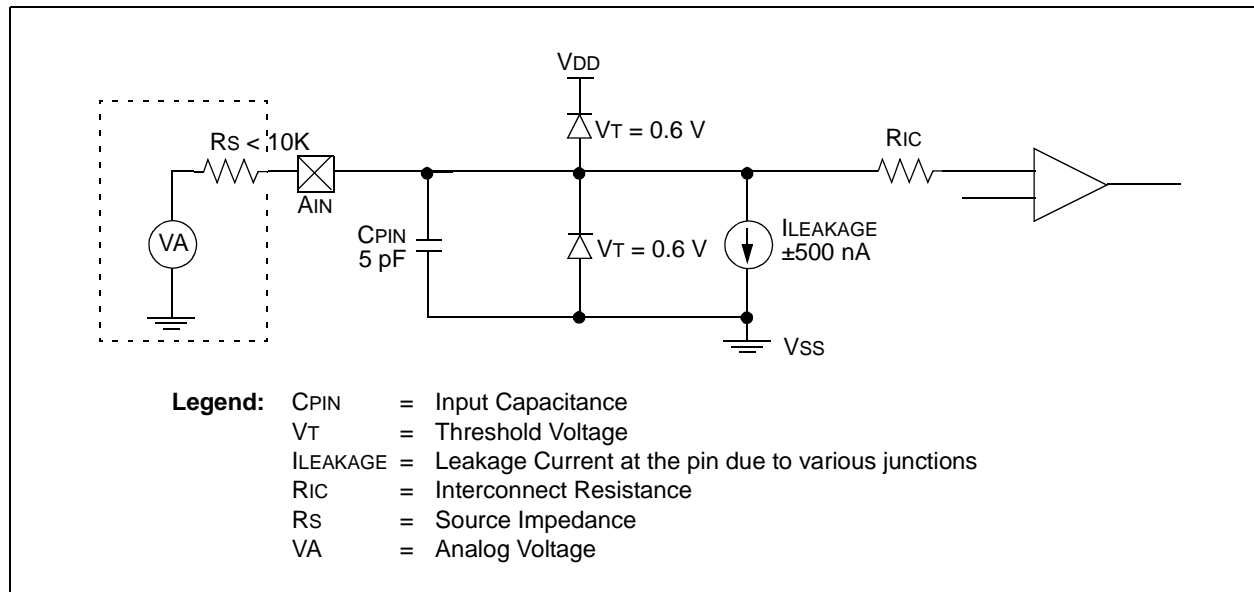 VDD
VT = 0.6 V
RS < 10K
RIC
AIN
CPIN
5 pF
VA
VT = 0.6 V
ILEAKAGE
±500 nA
VSS
Legend: CPIN = Input Capacitance
VT = Threshold Voltage
ILEAKAGE = Leakage Current at the pin due to various junctions
RIC = Interconnect Resistance
RS = Source Impedance
VA = Analog Voltage